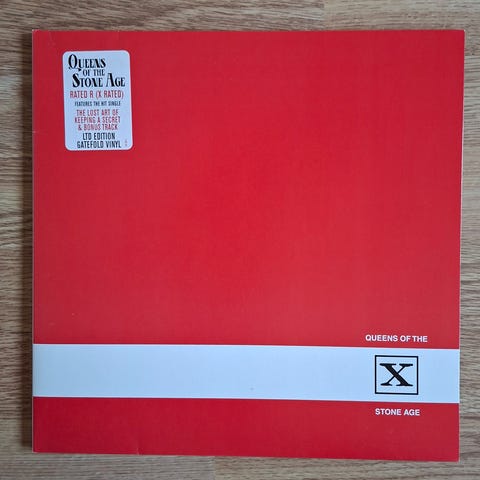 QUEENS
OF THE
STONE AGE
RATED R (X RATED)
FEATURES THE HIT SINGLE
THE LOST ART OF
KEEPING A SECRET
& BONUS TRACK
LTD EDITION
GATEFOLD VINYL
QUEENS OF THE
X
STONE AGE